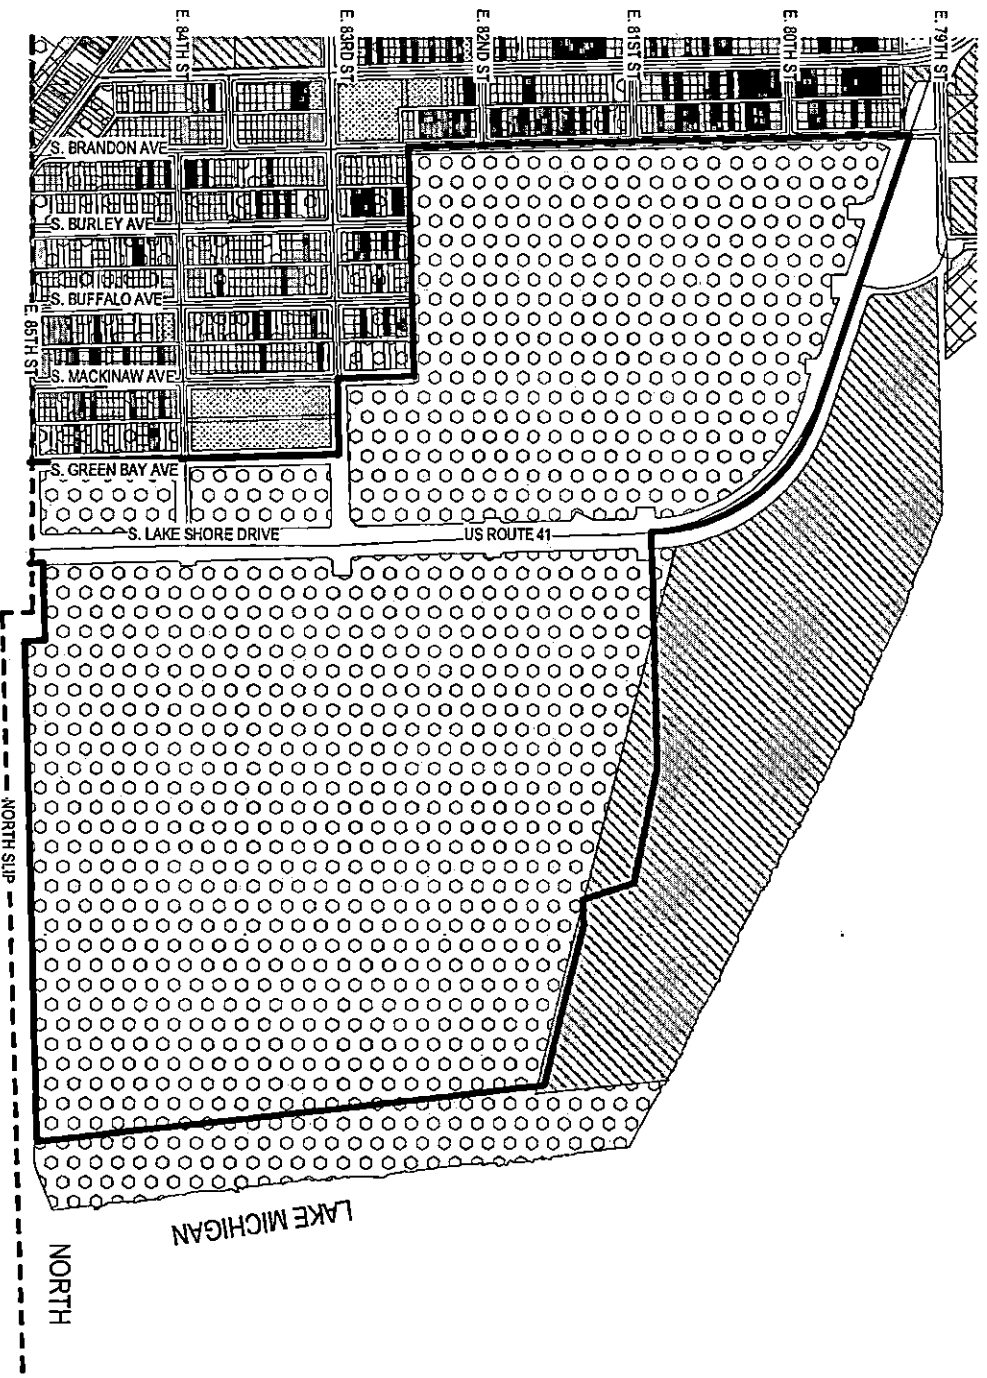 E. 84TH ST
E. 83RD ST
E. 82ND ST
E. 81ST ST
E. 80TH ST
E. 79TH ST
S. BRANDON AVE
S. BURLEY AVE
S. BUFFALO AVE
E. 85TH ST
S. MACKINAW AVE
S. GREEN BAY AVE
S. LAKE SHORE DRIVE
US ROUTE 41
NORTH SLIP
LAKE MICHIGAN
NORTH